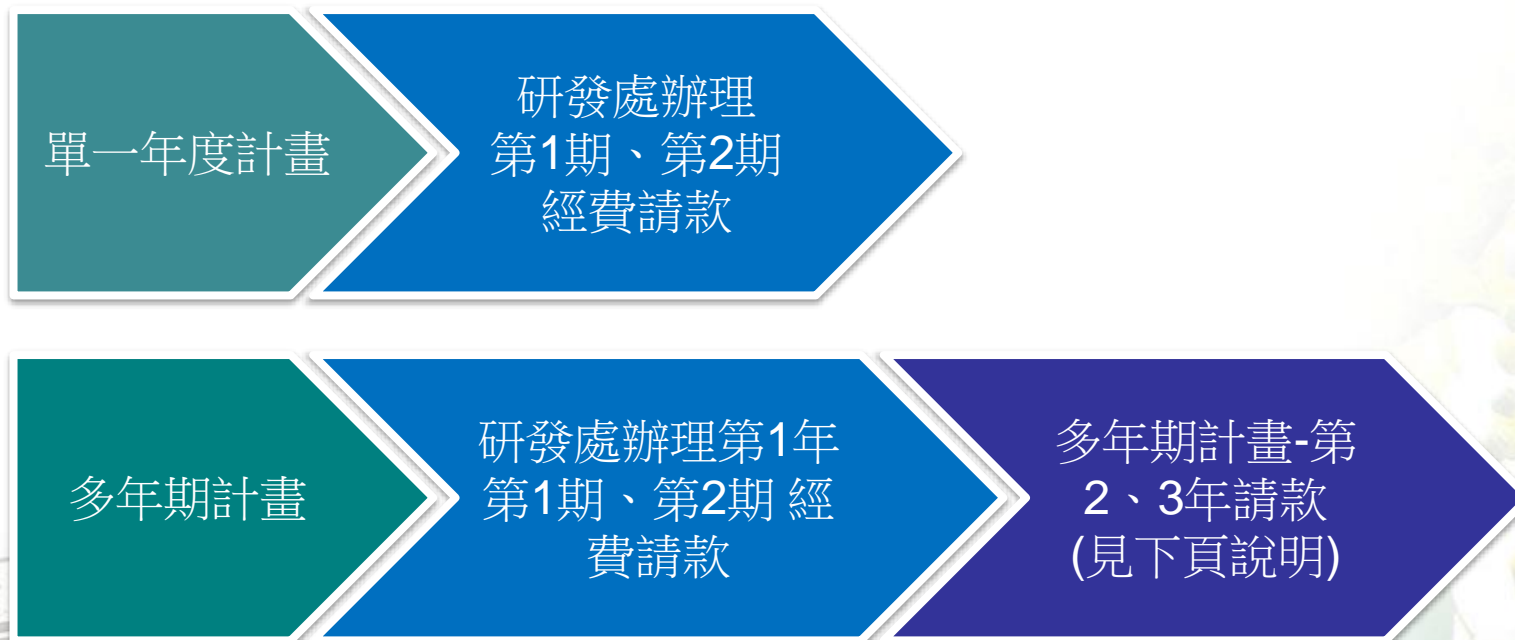 單一年度計畫
研發處辦理
第1期、第2期
經費請款
多年期計畫
研發處辦理第1年
第1期、第2期 經
費請款
多年期計畫-第
2、3年請款
(見下頁說明)